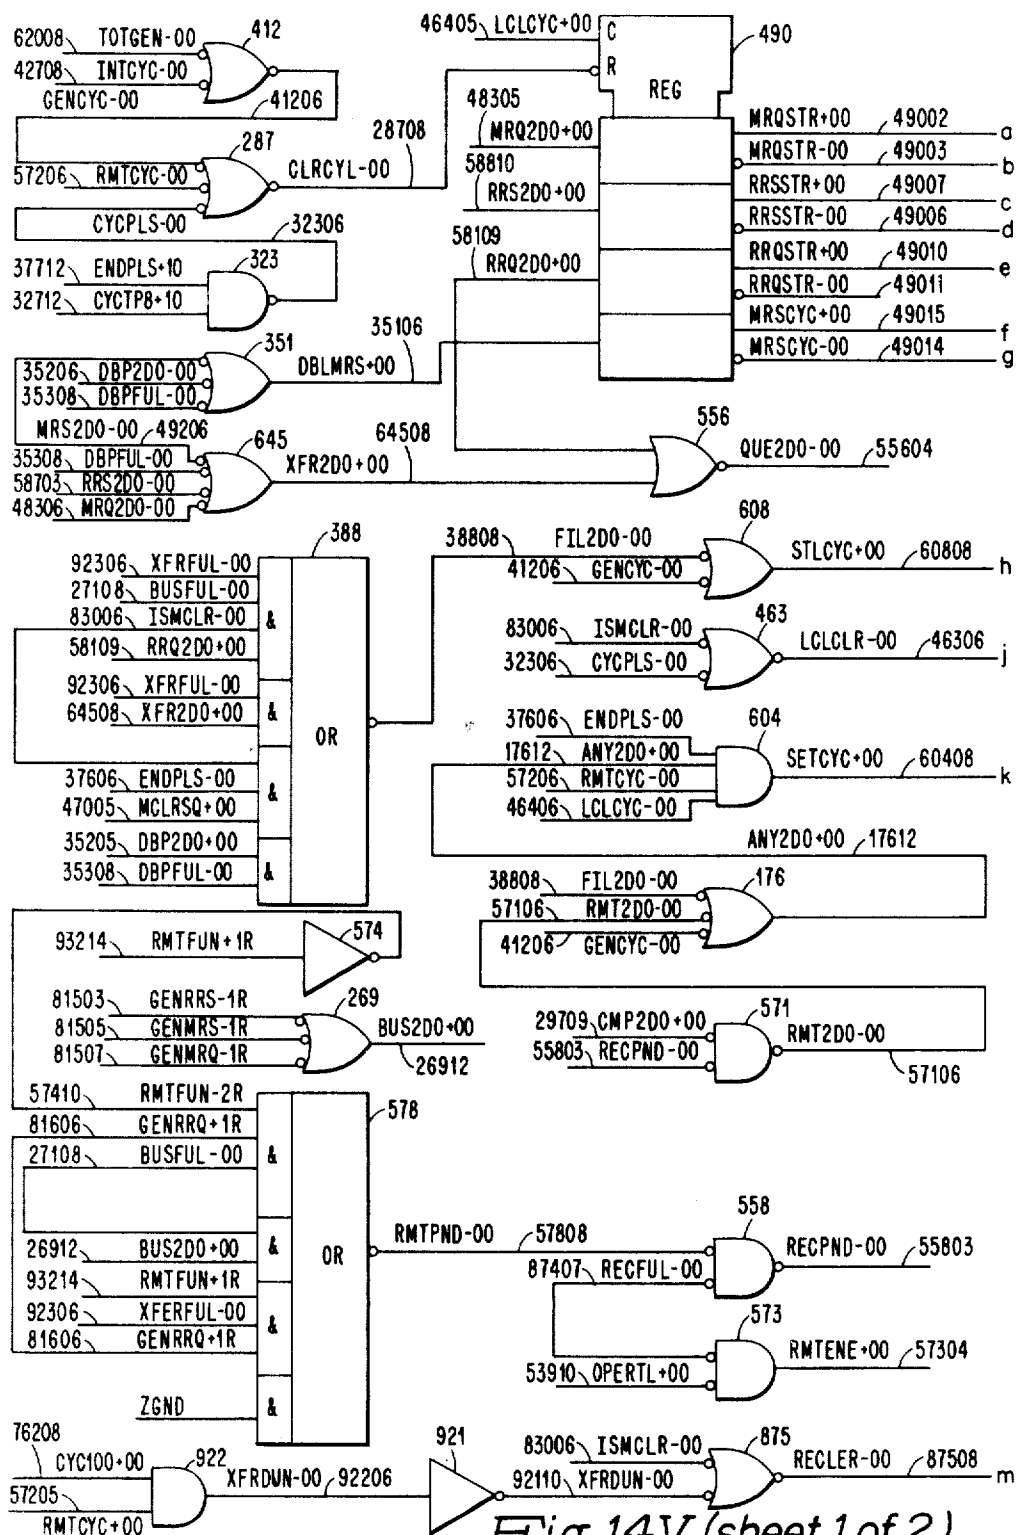 62008 TOTGEN-00 412
42708 INTCYC-00
GENCYC-00
41206
287
57206 RMTCYC-00
CLRCYL-00 28708
CYCPLS-00 32306
323
37712 ENDPLS+10
32712 CYCTP8+10
351
35206 DBP2D0-00
35308 DBPFUL-00
DBLMRS+00 35106
MRS2D0-00 49206
645
35308 DBPFUL-00
58703 RRS2D0-00
48306 MRQ2D0-00
XFR2D0+00 64508
46405 LCLCYC+00
C
R
REG
490
48305
MRQ2D0+00
58810
RRS2D0+00
58109
RRQ2D0+00
MRQSTR+00 49002 a
MRQSTR-00 49003 b
RRSSTR+00 49007 c
RRSSTR-00 49006 d
RRQSTR+00 49010 e
RRQSTR-00 49011
MRSCYC+00 49015 f
MRSCYC-00 49014 g
556
QUE2D0-00 55604
388
92306 XFRFUL-00
27108 BUSFUL-00
83006 ISMCLR-00
58109 RRQ2D0+00
&
92306 XFRFUL-00
64508 XFR2D0+00
&
OR
37606 ENDPLS-00
47005 MCLRSQ+00
&
35205 DBP2D0+00
35308 DBPFUL-00
&
38808 FIL2D0-00
41206 GENCYC-00
608
STLCYC+00 60808 h
83006 ISMCLR-00
32306 CYCPLS-00
463
LCLCLR-00 46306 j
37606 ENDPLS-00
17612 ANY2D0+00
57206 RMTCYC-00
46406 LCLCYC-00
604
SETCYC+00 60408 k
ANY2D0+00 17612
38808 FIL2D0-00
57106 RMT2D0-00
41206 GENCYC-00
176
93214 RMTFUN+1R
574
81503 GENRRS-1R
81505 GENMRS-1R
81507 GENMRQ-1R
269
BUS2D0+00
26912
29709 CMP2D0+00
55803 RECPND-00
571
RMT2D0-00
57106
57410 RMTFUN-2R
81606 GENRRQ+1R
27108 BUSFUL-00
&
578
26912 BUS2D0+00
&
OR
93214 RMTFUN+1R
92306 XFERFUL-00
81606 GENRRQ+1R
&
ZGND
&
RMTPND-00 57808
87407 RECFUL-00
558
RECPND-00 55803
573
53910 OPERTL+00
RMTENE+00 57304
76208
CYC100+00
57205
RMTCYC+00
922
XFRDUN-00 92206
921
83006 ISMCLR-00
92110 XFRDUN-00
875
RECLER-00 87508 m
Fig. 14V (sheet 1 of 2)